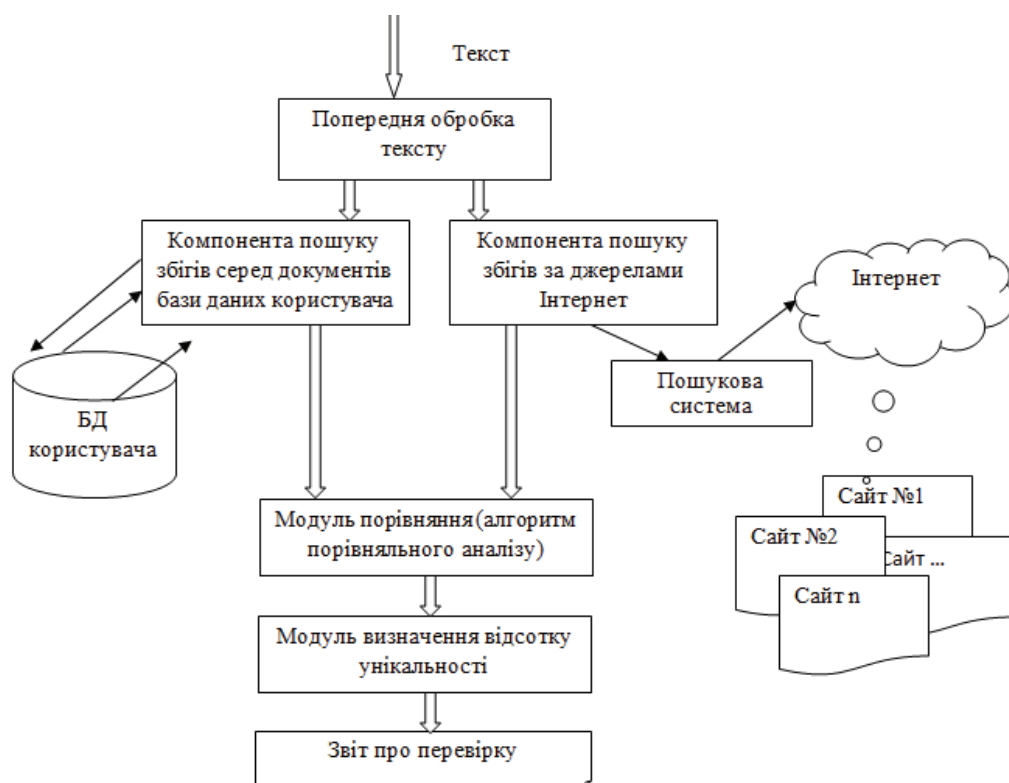 Текст
Попередня обробка
тексту
Компонента пошуку
збігів серед документів
бази даних користувача
Компонента пошуку
збігів за джерелами
Інтернет
Інтернет
Пошукова
система
БД
користувача
Модуль порівняння (алгоритм
порівняльного аналізу)
Сайт №1
Сайт №2
Сайт ...
Сайт n
Модуль визначення відсотку
унікальності
Звіт про перевірку